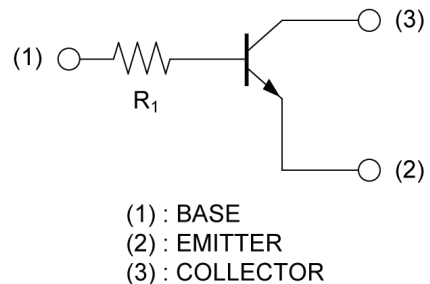 (3)
(1)
R1
(2)
(1) : BASE
(2) : EMITTER
(3) : COLLECTOR